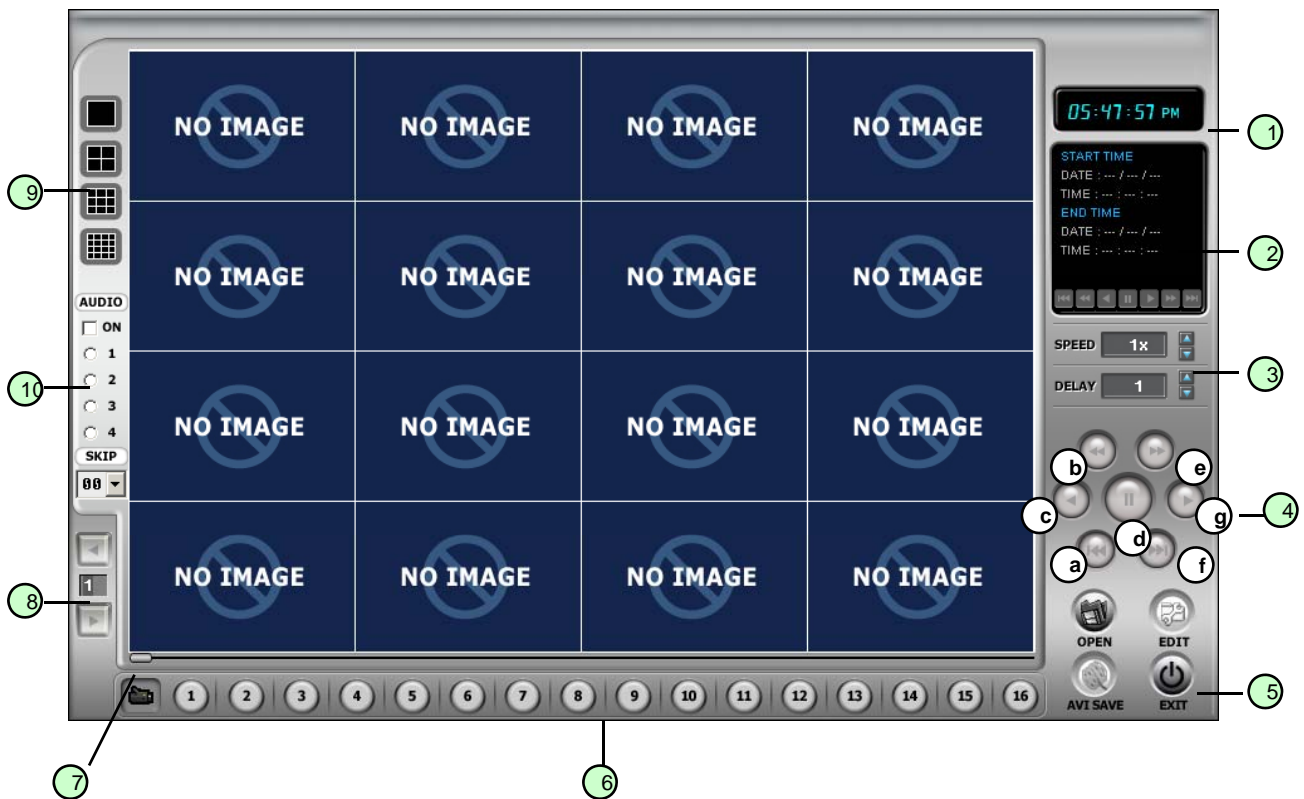 NO IMAGE NO IMAGE NO IMAGE NO IMAGE
NO IMAGE NO IMAGE NO IMAGE NO IMAGE
NO IMAGE NO IMAGE NO IMAGE NO IMAGE
NO IMAGE NO IMAGE NO IMAGE NO IMAGE
9
AUDIO
ON
1
2
3
4
10
SKIP
00
1
8
05:47:57 PM
1
START TIME
DATE : --- / --- / ---
TIME : --- : --- : ---
END TIME
DATE : --- / --- / ---
TIME : --- : --- : ---
2
SPEED 1x
DELAY 1
3
b
e
c
d
g
4
a
f
OPEN EDIT
AVI SAVE EXIT
5
1 2 3 4 5 6 7 8 9 10 11 12 13 14 15 16
7
6